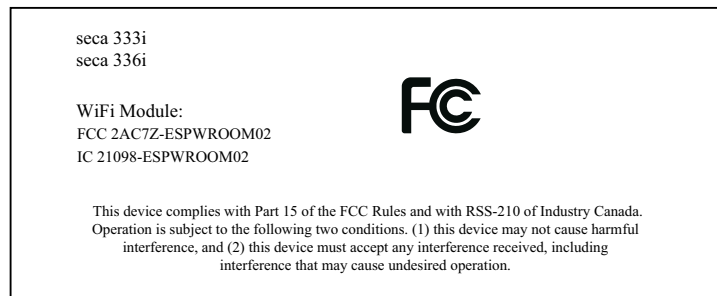 seca 333i
seca 336i
FC
WiFi Module:
FCC 2AC7Z-ESPWROOM02
IC 21098-ESPWROOM02
This device complies with Part 15 of the FCC Rules and with RSS-210 of Industry Canada.
Operation is subject to the following two conditions. (1) this device may not cause harmful
interference, and (2) this device must accept any interference received, including
interference that may cause undesired operation.